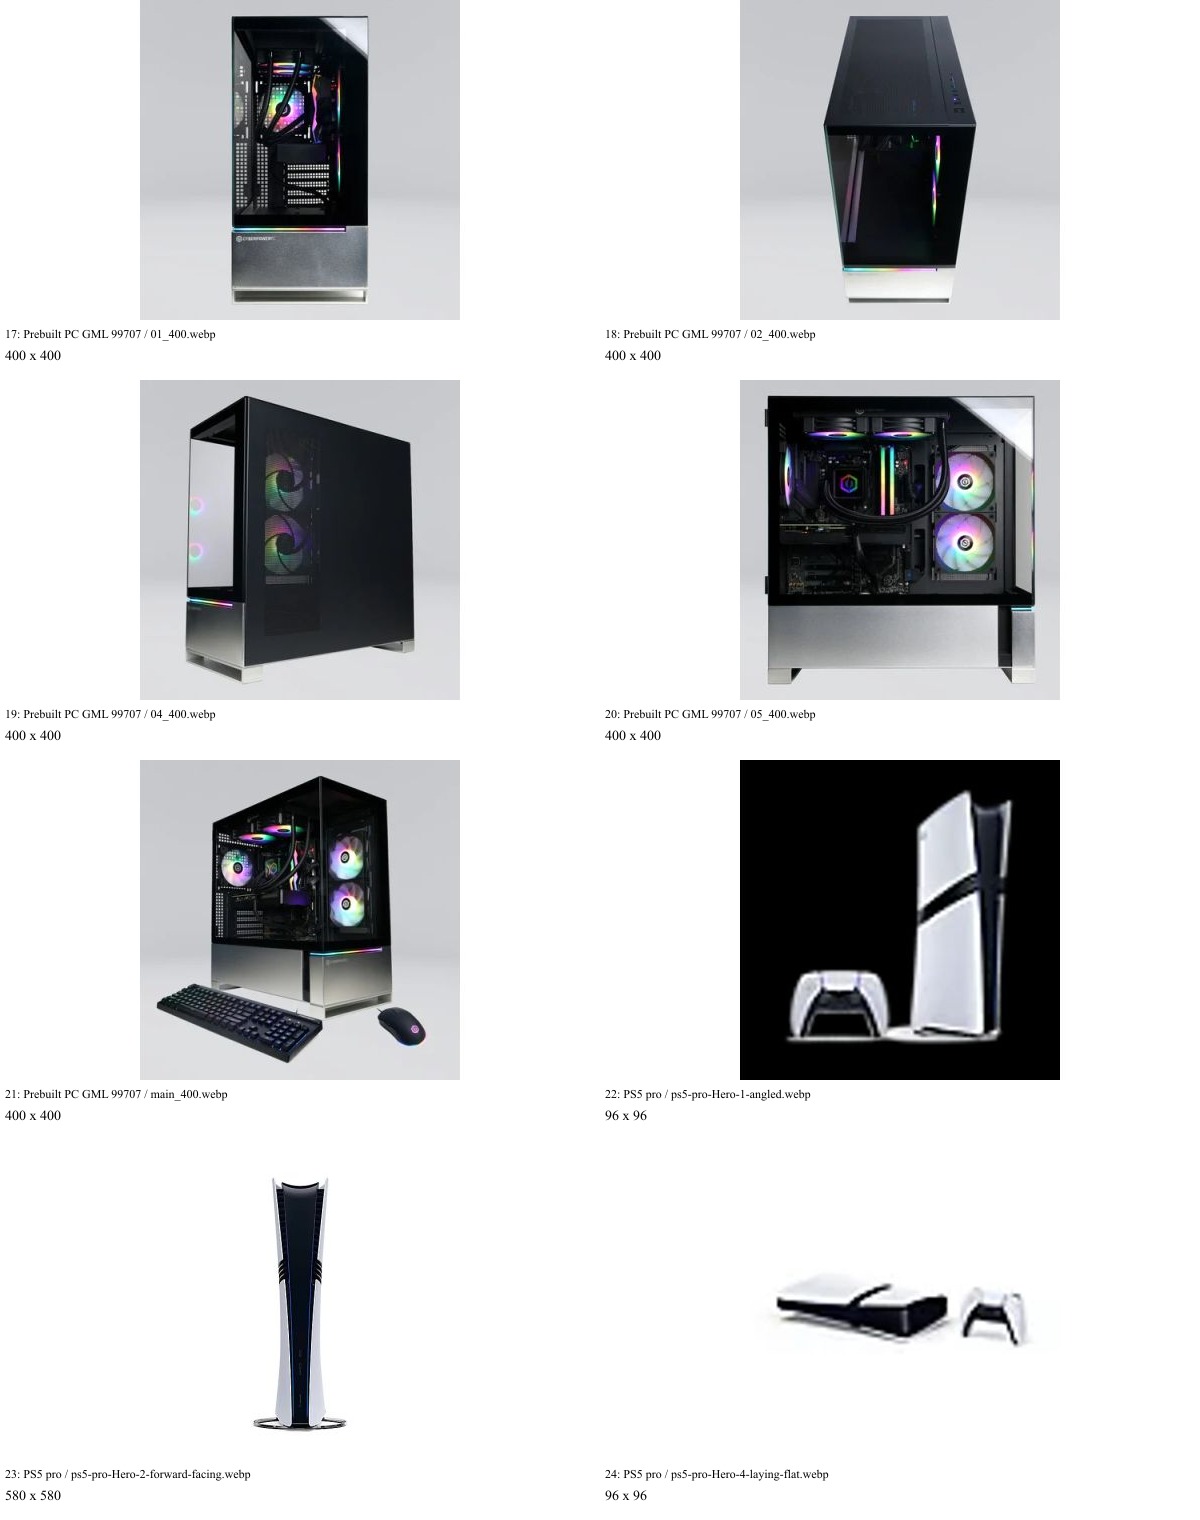 17: Prebuilt PC GML 99707 / 01_400.webp
400 x 400
18: Prebuilt PC GML 99707 / 02_400.webp
400 x 400
19: Prebuilt PC GML 99707 / 04_400.webp
400 x 400
20: Prebuilt PC GML 99707 / 05_400.webp
400 x 400
21: Prebuilt PC GML 99707 / main_400.webp
400 x 400
22: PS5 pro / ps5-pro-Hero-1-angled.webp
96 x 96
23: PS5 pro / ps5-pro-Hero-2-forward-facing.webp
580 x 580
24: PS5 pro / ps5-pro-Hero-4-laying-flat.webp
96 x 96